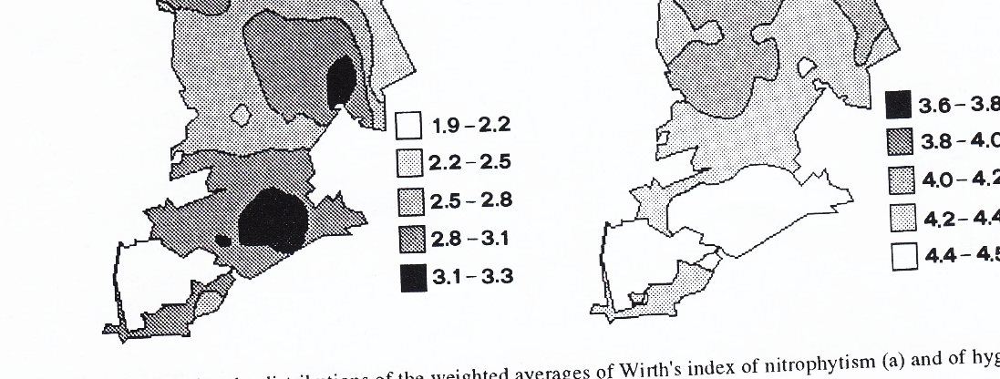 1.9 – 2.2
2.2 – 2.5
2.5 – 2.8
2.8 – 3.1
3.1 – 3.3
3.6 – 3.8
3.8 – 4.0
4.0 – 4.2
4.2 – 4.4
4.4 – 4.5
distributions of the weighted averages of Wirth's index of nitrophytism (a) and of hyg